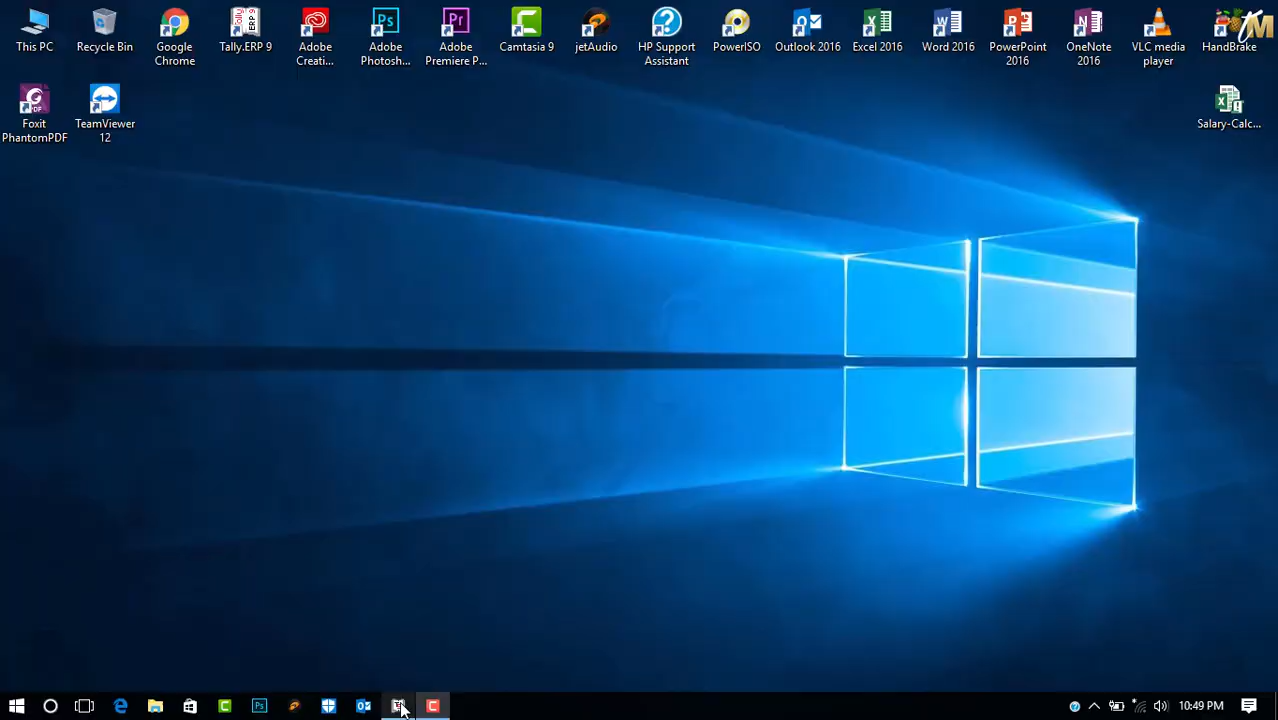 This PC
Recycle Bin
Google
Chrome
Tally.ERP 9
Adobe
Creati...
Adobe
Photosh...
Adobe
Premiere P...
Camtasia 9
jetAudio
HP Support
Assistant
PowerISO
Outlook 2016
Excel 2016
Word 2016
PowerPoint
2016
OneNote
2016
VLC media
player
HandBrake
Foxit
PhantomPDF
TeamViewer
12
Salary-Calc...
10:49 PM